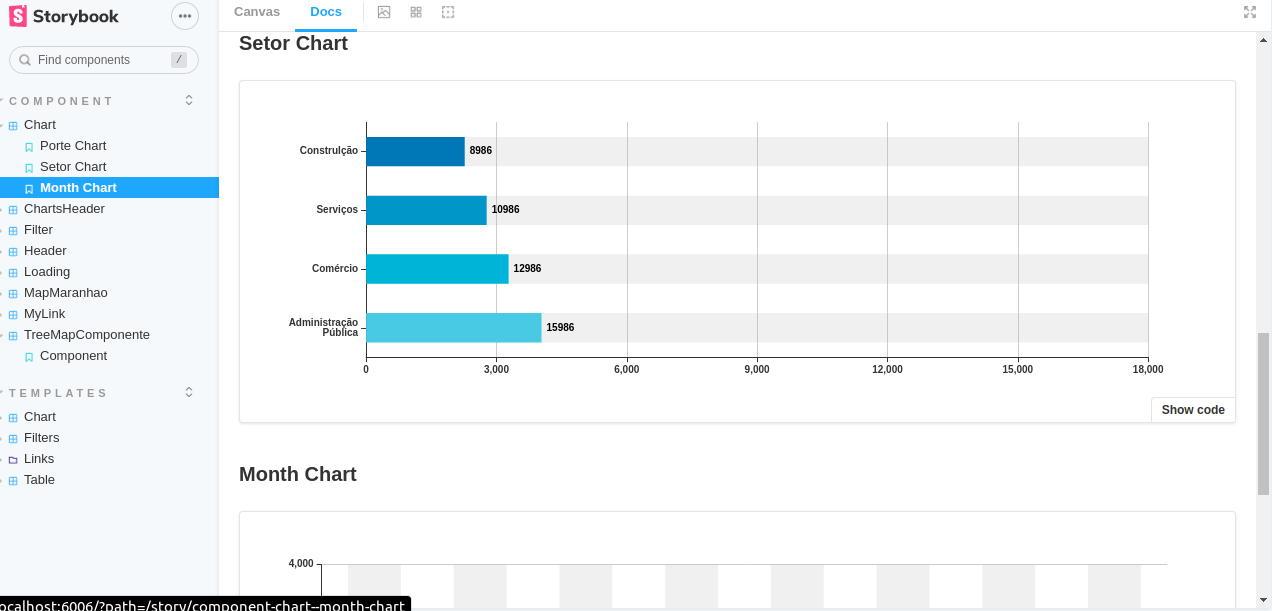 Storybook
Find components
/
COMPONENT
Chart
Porte Chart
Setor Chart
Month Chart
ChartsHeader
Filter
Header
Loading
MapMaranhao
MyLink
TreeMapComponente
Component
TEMPLATES
Chart
Filters
Links
Table
Canvas
Docs
Setor Chart
Construlção
8986
Serviços
10986
Comércio
12986
Administração
Pública
15986
0
3,000
6,000
9,000
12,000
15,000
18,000
Show code
Month Chart
4,000
ocalhost:6006/?path=/story/component-chart--month-chart